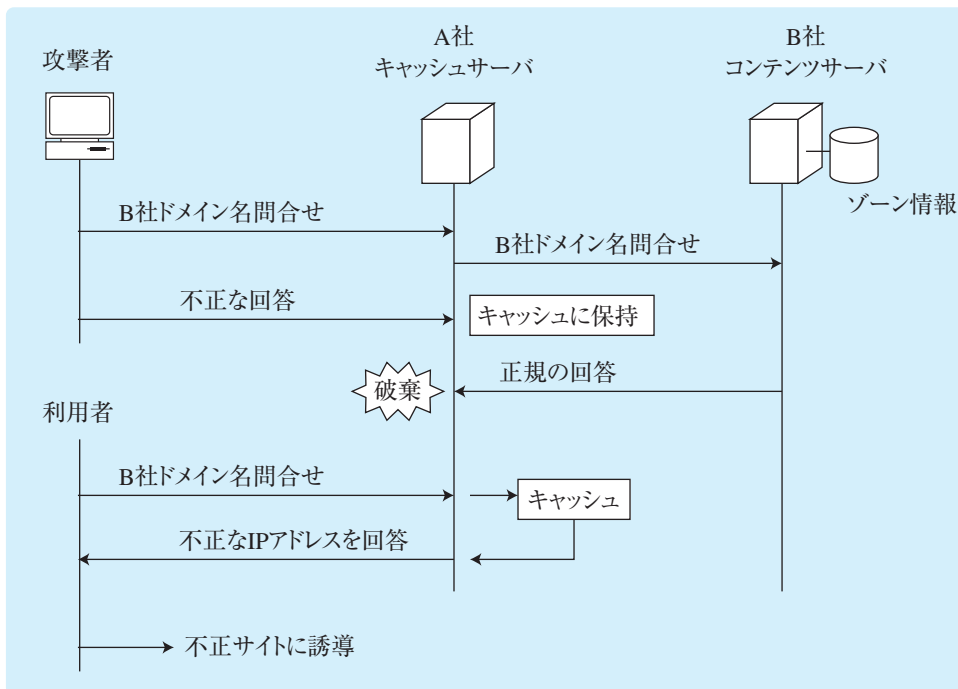 攻撃者
A社
キャッシュサーバ
B社
コンテンツサーバ
ゾーン情報
B社ドメイン名問合せ
B社ドメイン名問合せ
不正な回答
キャッシュに保持
正規の回答
破棄
利用者
B社ドメイン名問合せ
キャッシュ
不正なIPアドレスを回答
不正サイトに誘導